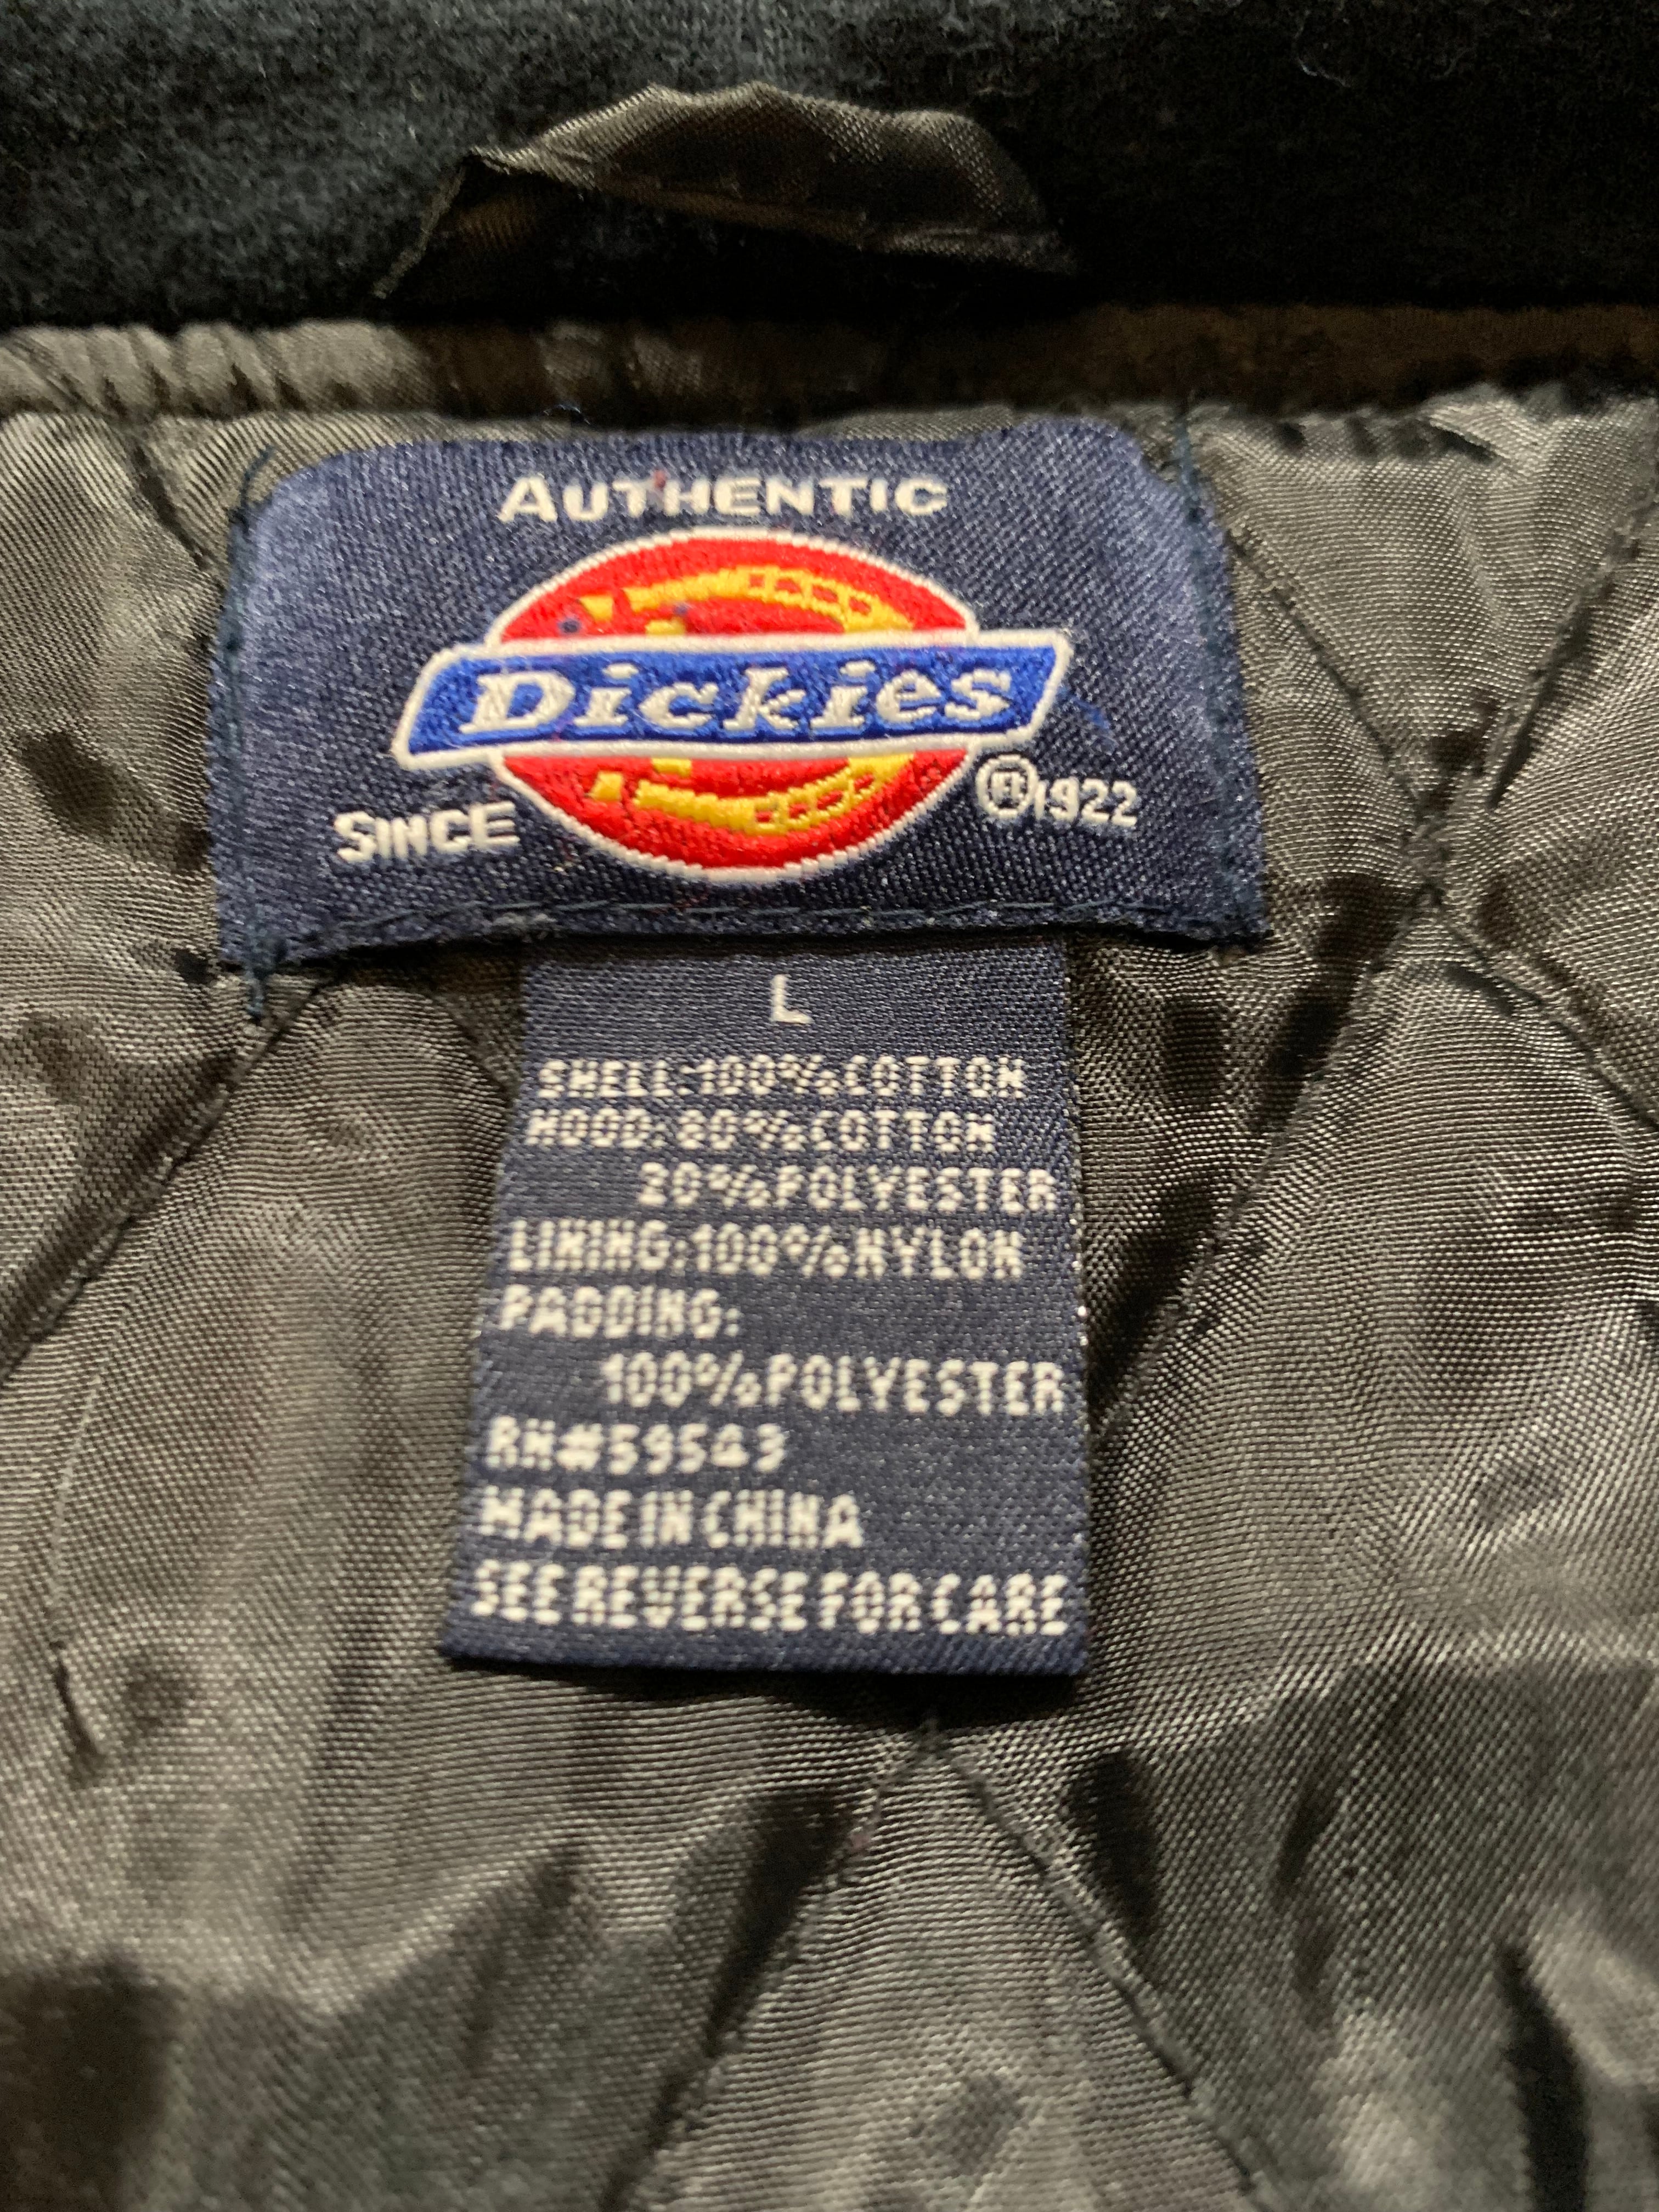 AUTHENTIC
Dickies
SINCE ®1922
L
SHELL:100%COTTON
HOOD:80%COTTON
20%POLYESTER
LINING:100%NYLON
PADDING:
100%POLYESTER
RN#59543
MADE IN CHINA
SEE REVERSE FOR CARE